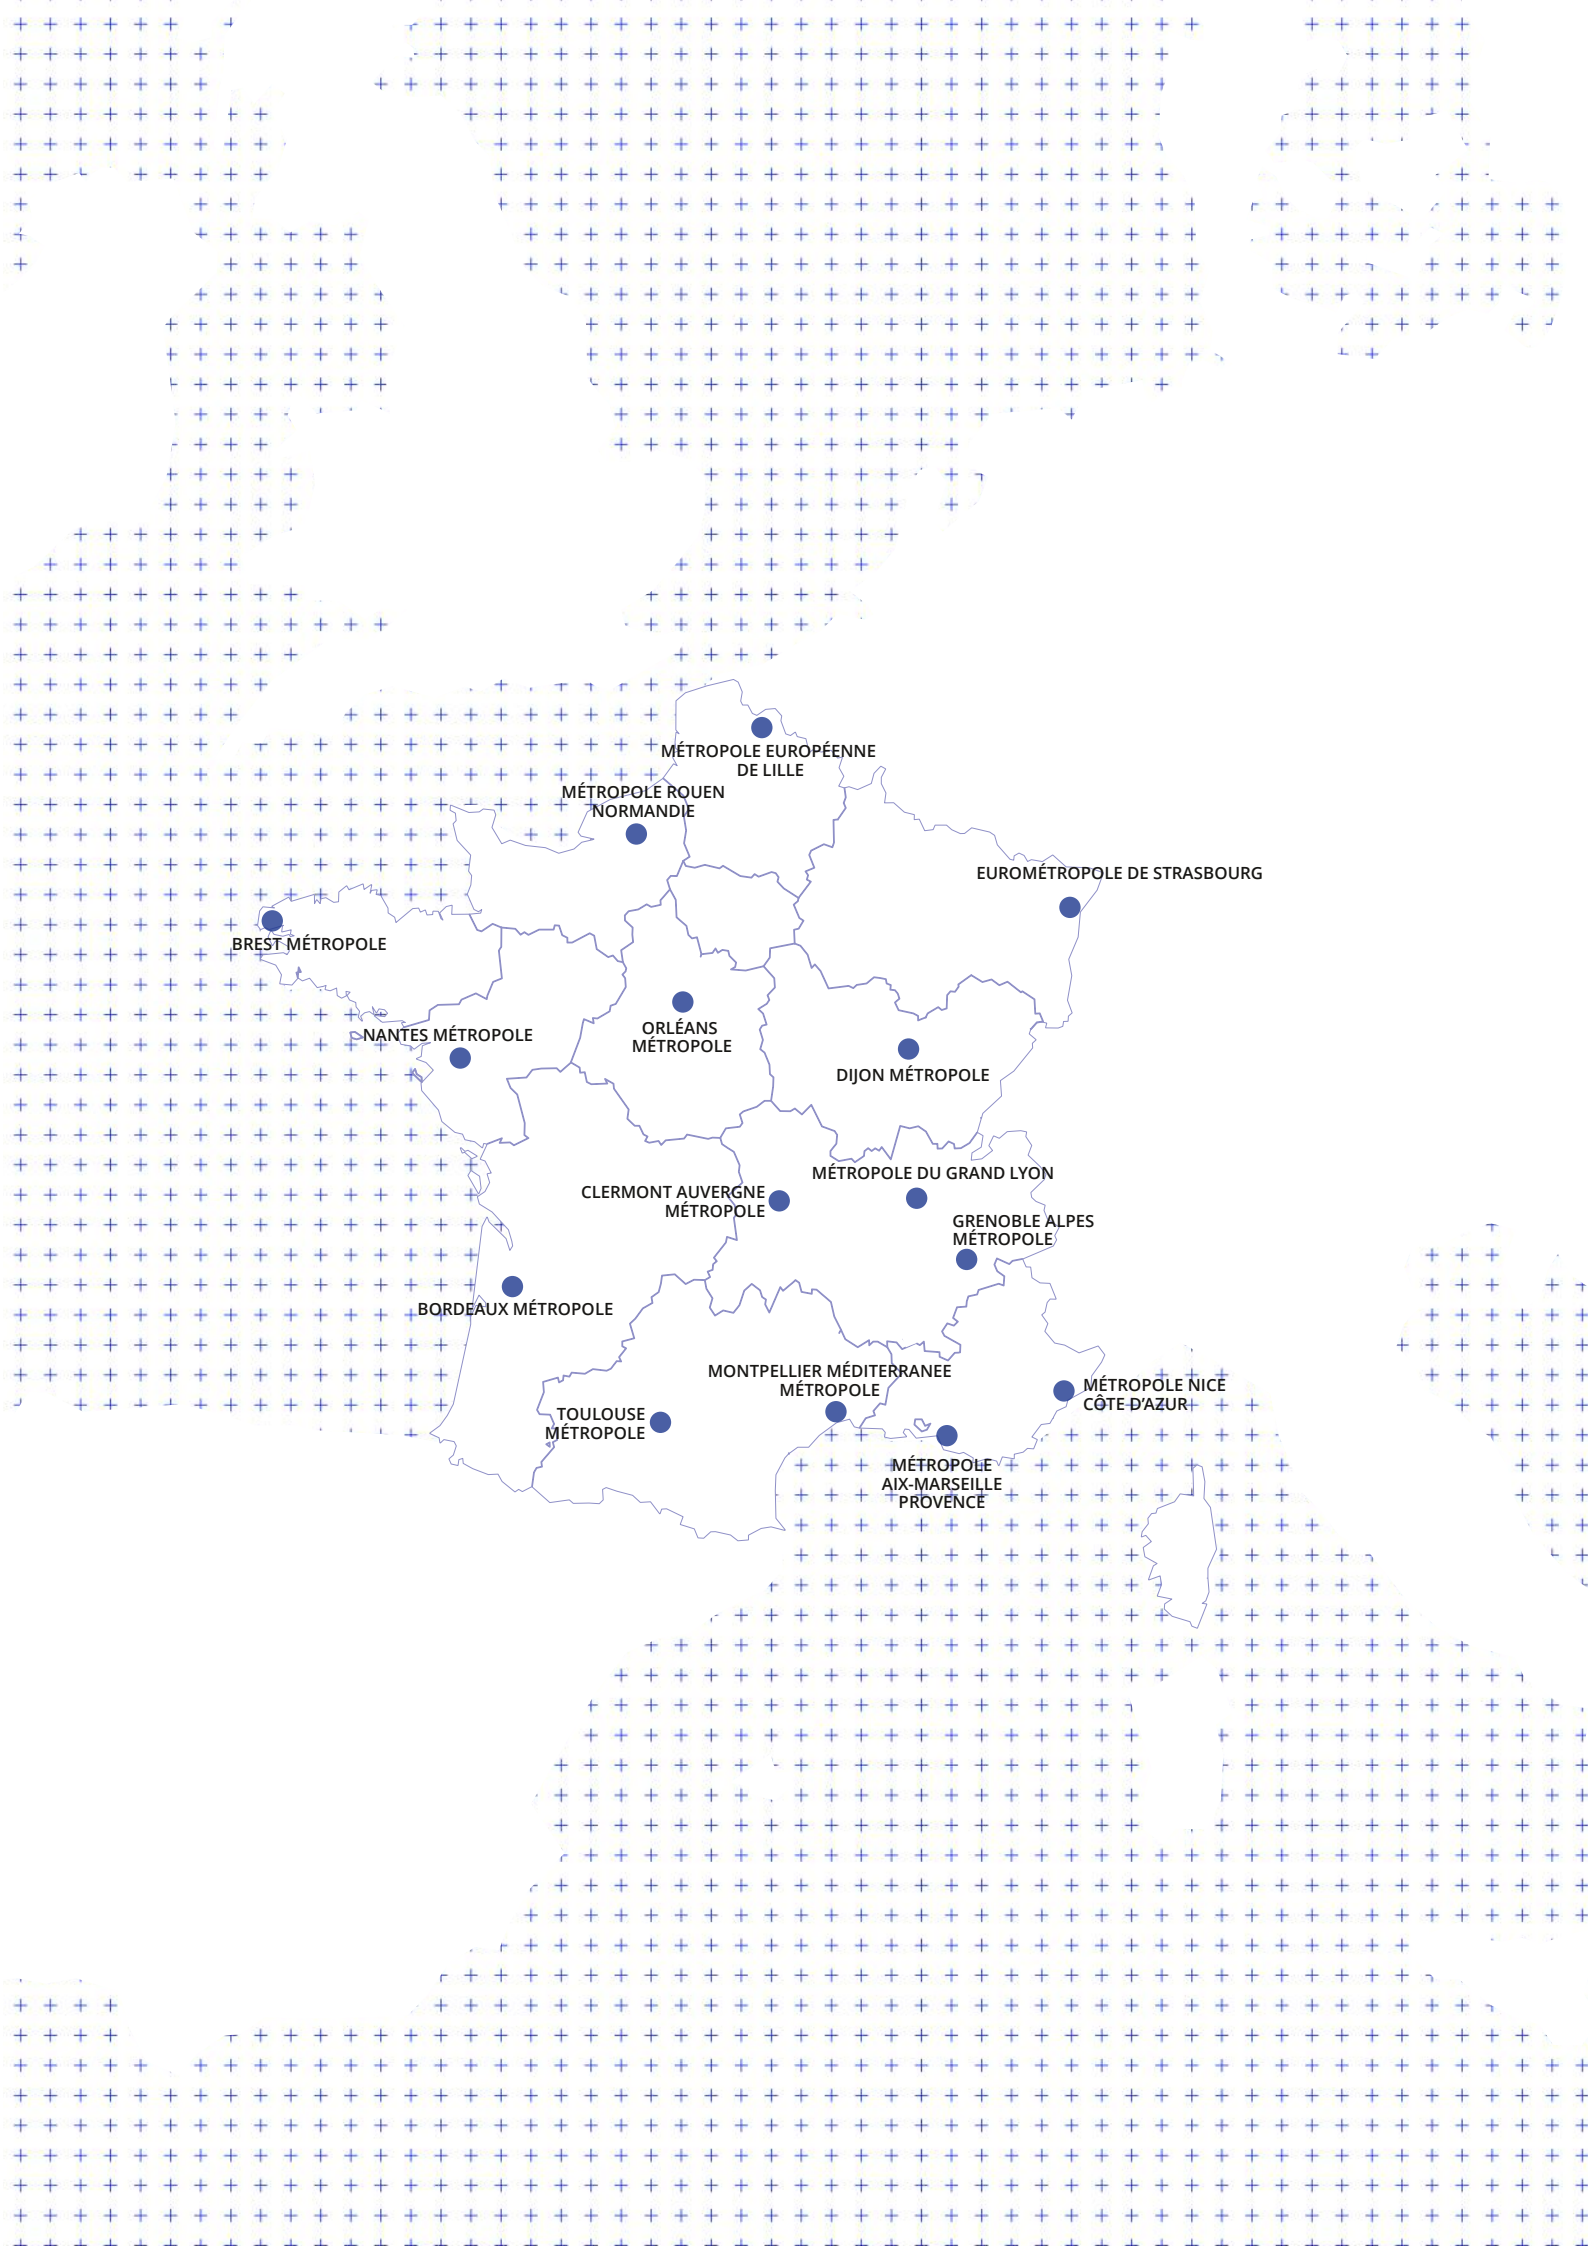 MÉTROPOLE EUROPÉENNE
DE LILLE
MÉTROPOLE ROUEN
NORMANDIE
EUROMÉTROPOLE DE STRASBOURG
BREST MÉTROPOLE
NANTES MÉTROPOLE
ORLÉANS
MÉTROPOLE
DIJON MÉTROPOLE
MÉTROPOLE DU GRAND LYON
CLERMONT AUVERGNE
MÉTROPOLE
GRENOBLE ALPES
MÉTROPOLE
BORDEAUX MÉTROPOLE
MONTPELLIER MÉDITERRANEE
MÉTROPOLE
MÉTROPOLE NICE
CÔTE D'AZUR
TOULOUSE
MÉTROPOLE
MÉTROPOLE
AIX-MARSEILLE
PROVENCE